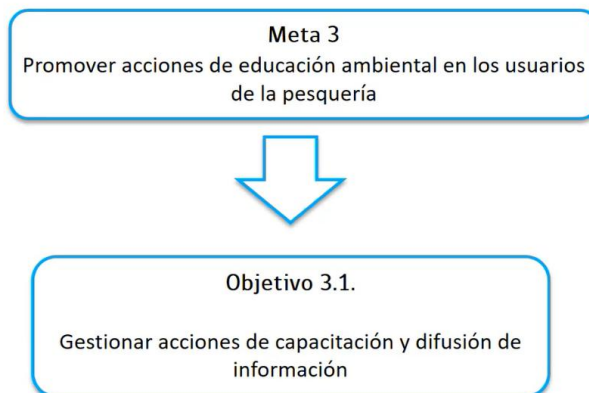 Meta 3
Promover acciones de educación ambiental en los usuarios
de la pesquería
Objetivo 3.1.
Gestionar acciones de capacitación y difusión de
información